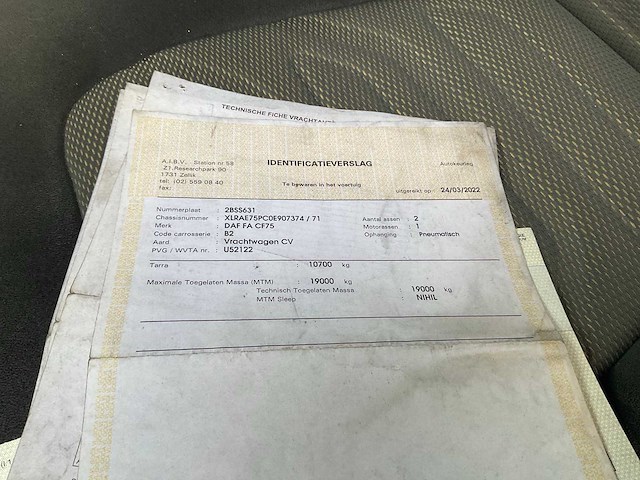 TECHNISCHE FICHE VRACHTAUTO
A.I.B.V. Station nr 58
Z1.Researchpark 90
1731 Zellik
tel: (02) 559 08 40
fax:
IDENTIFICATIEVERSLAG
Autokeuring
Te bewaren in het voertuig
uitgereikt op 24/03/2022
Nummerplaat : 2BSS631
Chassisnummer : XLRAE75PC0E907374 / 71
Merk : DAF FA CF75
Code carrosserie : B2
Aard : Vrachtwagen CV
PVG / WVTA nr. : U52122
Aantal assen : 2
Motorassen : 1
Ophanging : Pneumatisch
Tarra : 10700 kg
Maximale Toegelaten Massa (MTM) : 19000 kg
Technisch Toegelaten Massa : 19000 kg
MTM Sleep : NIHIL